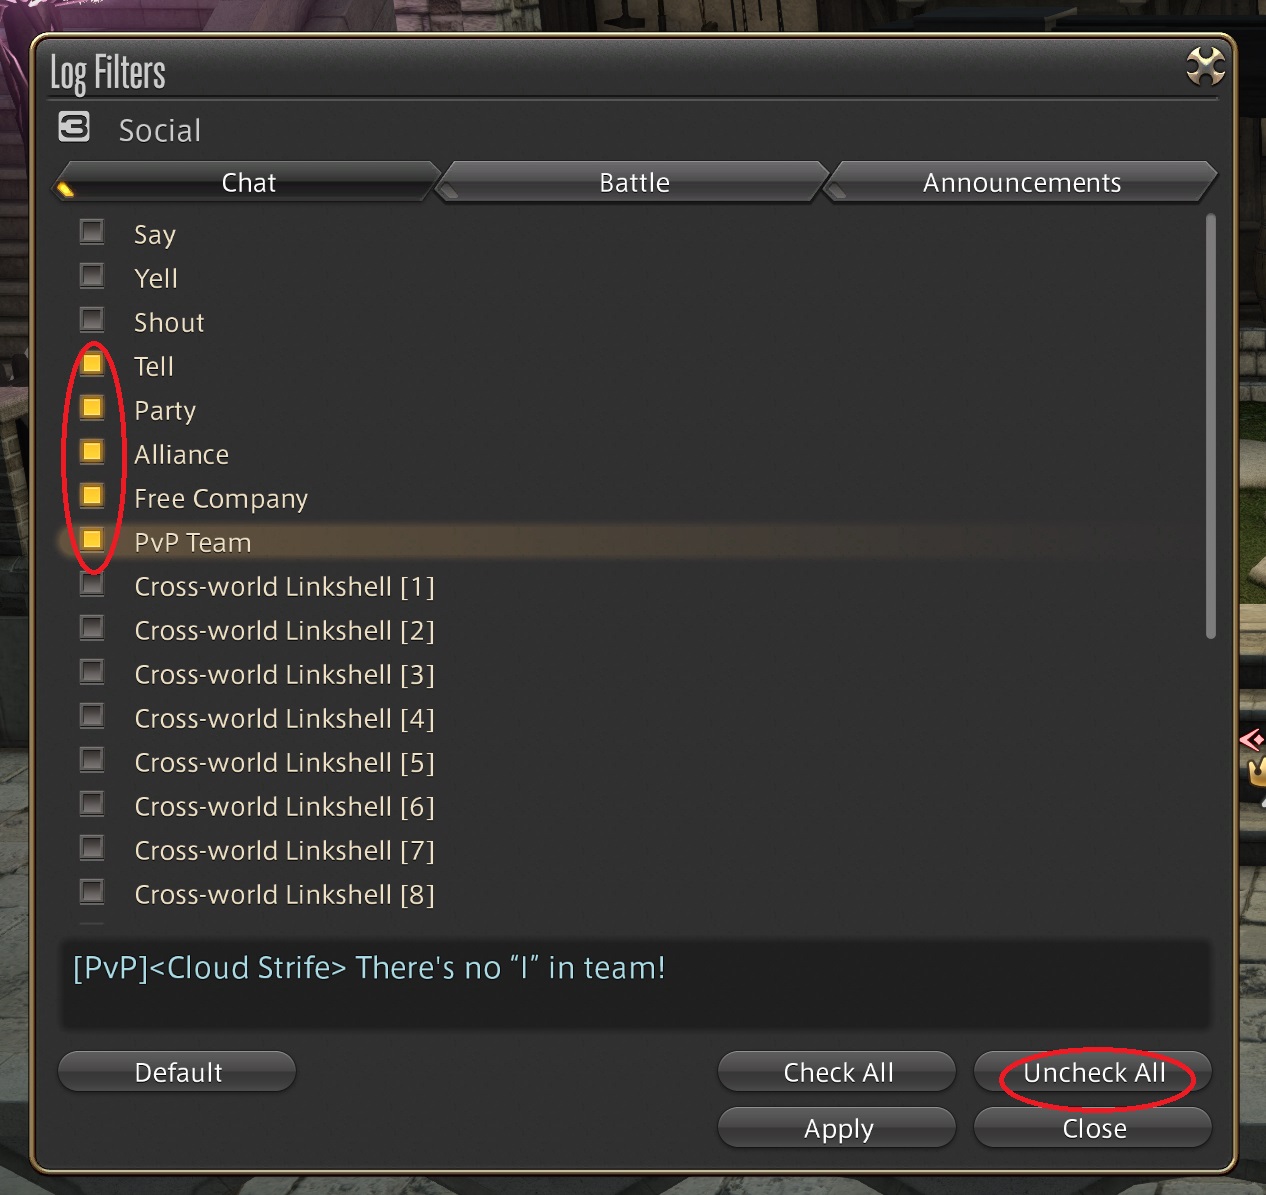 Log Filters
3 Social
Chat Battle Announcements
Say
Yell
Shout
Tell
Party
Alliance
Free Company
PvP Team
Cross-world Linkshell [1]
Cross-world Linkshell [2]
Cross-world Linkshell [3]
Cross-world Linkshell [4]
Cross-world Linkshell [5]
Cross-world Linkshell [6]
Cross-world Linkshell [7]
Cross-world Linkshell [8]
[PvP]<Cloud Strife> There's no “I” in team!
Default Check All Uncheck All
Apply Close